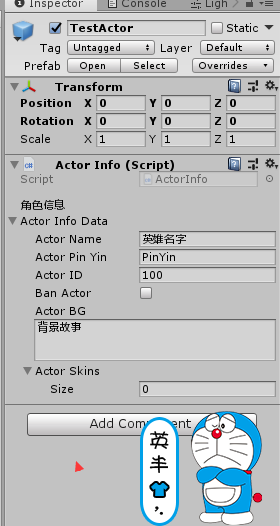 Inspector Console Ligh
TestActor Static
Tag Untagged Layer Default
Prefab Open Select Overrides
Transform
Position X 0 Y 0 Z 0
Rotation X 0 Y 0 Z 0
Scale X 1 Y 1 Z 1
Actor Info (Script)
Script ActorInfo
角色信息
Actor Info Data
Actor Name 英雄名字
Actor Pin Yin PinYin
Actor ID 100
Ban Actor
Actor BG
背景故事
Actor Skins
Size 0
Add Comp
英
丰